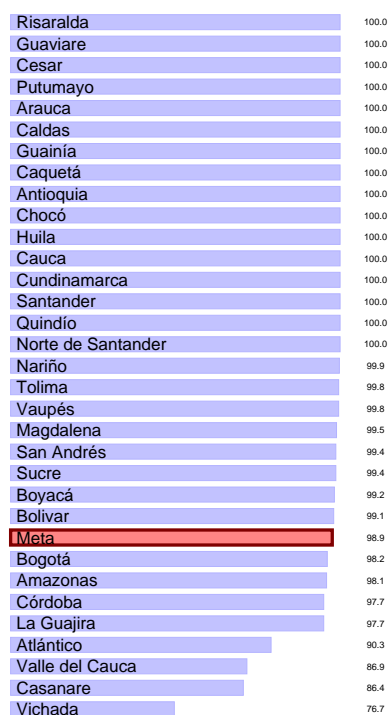 Risaralda 100.0
Guaviare 100.0
Cesar 100.0
Putumayo 100.0
Arauca 100.0
Caldas 100.0
Guainía 100.0
Caquetá 100.0
Antioquia 100.0
Chocó 100.0
Huila 100.0
Cauca 100.0
Cundinamarca 100.0
Santander 100.0
Quindío 100.0
Norte de Santander 100.0
Nariño 99.9
Tolima 99.8
Vaupés 99.8
Magdalena 99.5
San Andrés 99.4
Sucre 99.4
Boyacá 99.2
Bolivar 99.1
Meta 98.9
Bogotá 98.2
Amazonas 98.1
Córdoba 97.7
La Guajira 97.7
Atlántico 90.3
Valle del Cauca 86.9
Casanare 86.4
Vichada 76.7